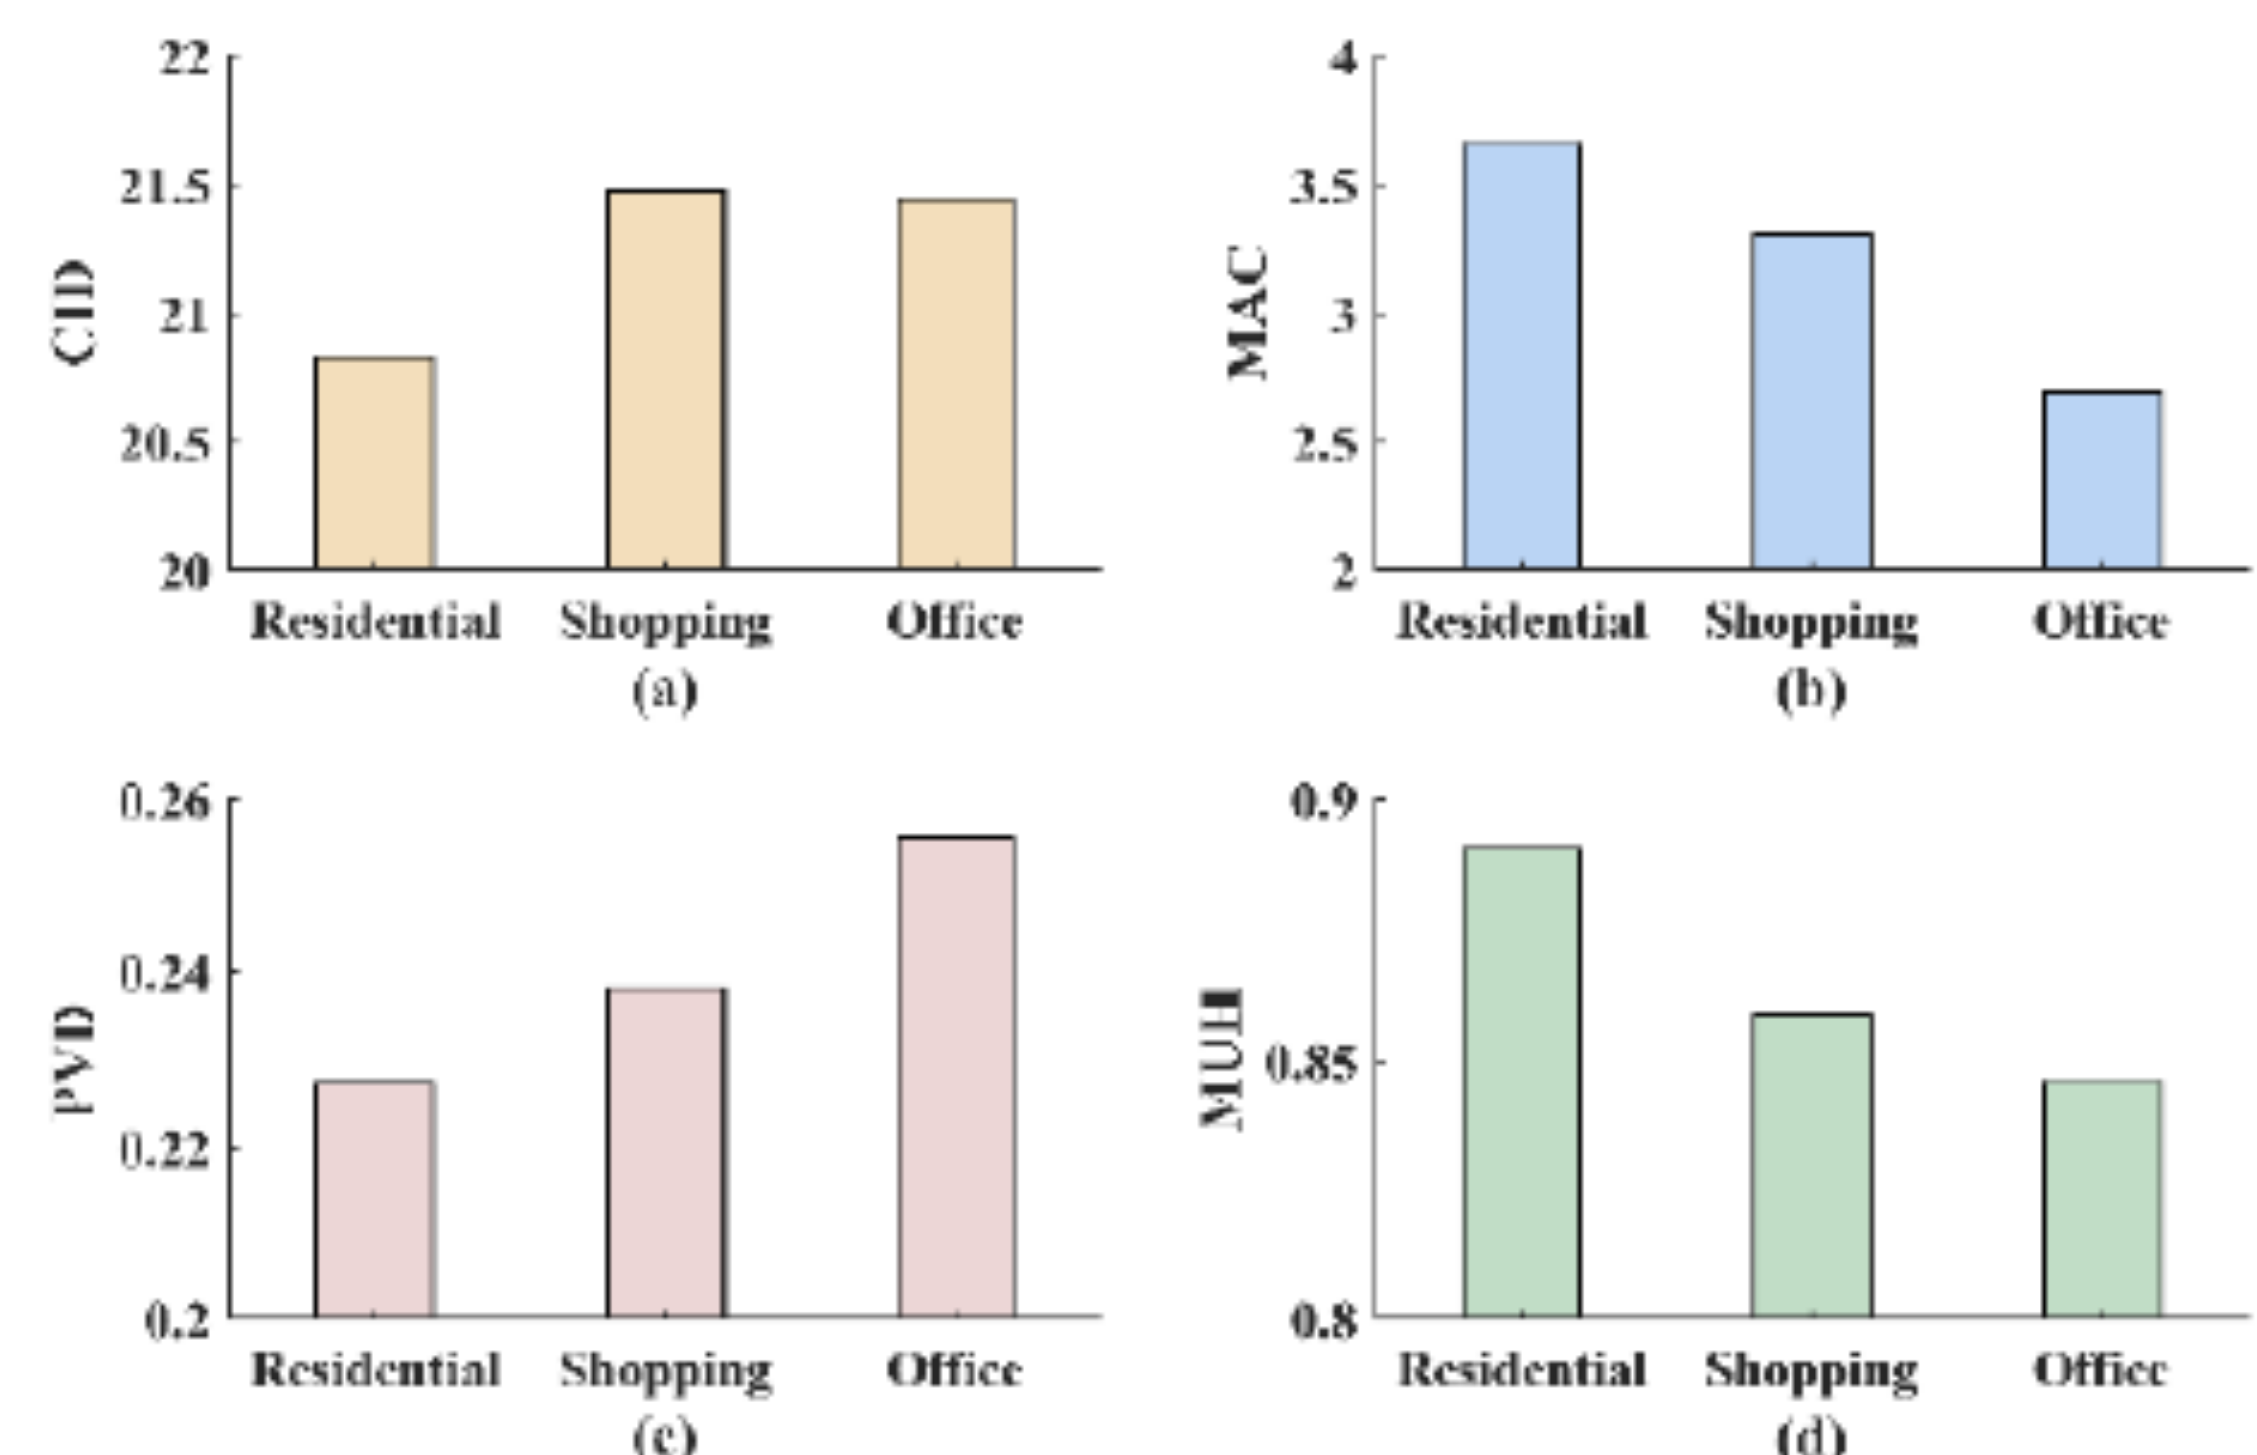 22
21.5
21
20.5
20
CID
Residential Shopping Office
(a)
4
3.5
3
2.5
2
MAC
Residential Shopping Office
(b)
0.26
0.24
0.22
0.2
PVD
Residential Shopping Office
(c)
0.9
0.85
0.8
MUH
Residential Shopping Office
(d)